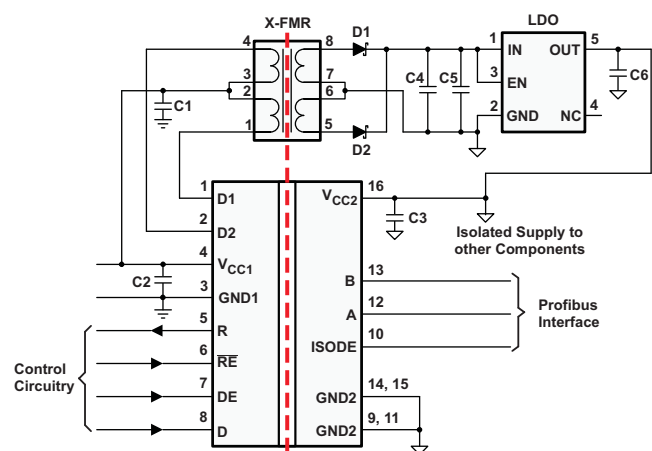 X-FMR
D1
LDO
4
8
1
IN
OUT
5
3
7
C4
C5
3
EN
C6
C1
2
6
2
GND
NC
4
1
5
D2
1
D1
16
VCC2
2
D2
C3
Isolated Supply to
other Components
4
VCC1
C2
3
GND1
B
13
Profibus
Interface
A
12
5
R
ISODE
10
6
RE
Control
Circuitry
7
DE
GND2
14, 15
8
D
GND2
9, 11